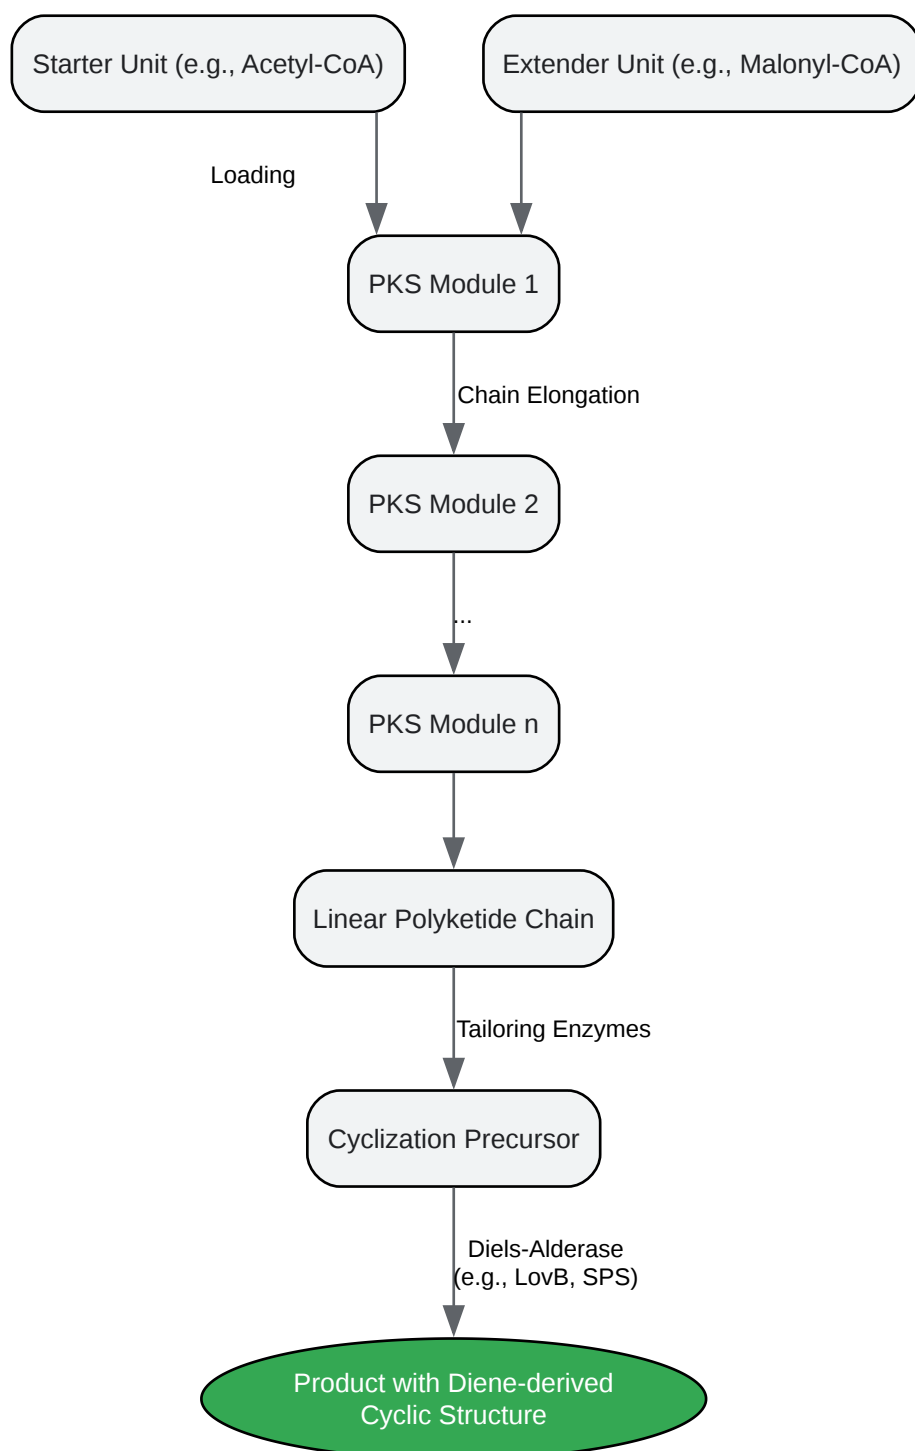 Starter Unit (e.g., Acetyl-CoA)
Extender Unit (e.g., Malonyl-CoA)
Loading
PKS Module 1
Chain Elongation
PKS Module 2
...
PKS Module n
Linear Polyketide Chain
Tailoring Enzymes
Cyclization Precursor
Diels-Alderase
(e.g., LovB, SPS)
Product with Diene-derived
Cyclic Structure